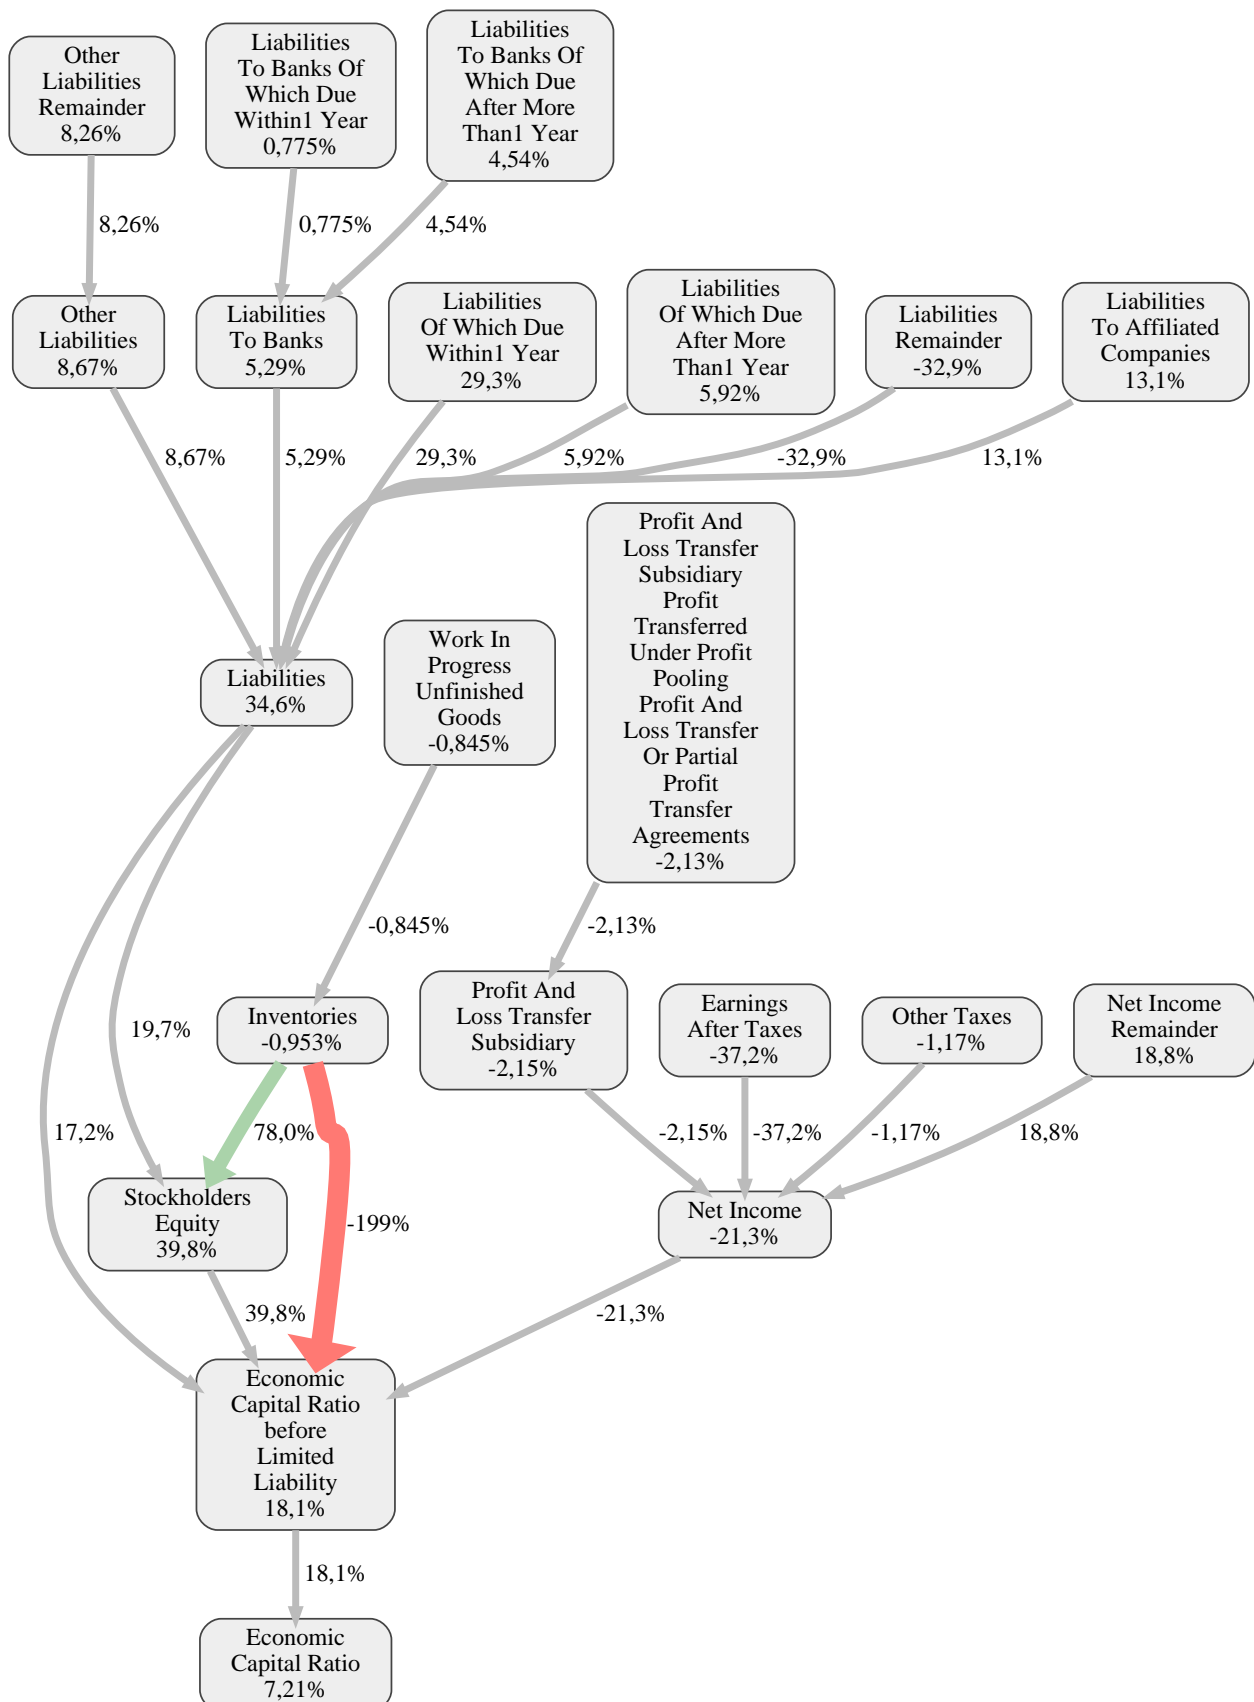 Other
Liabilities
Remainder
8,26%
Liabilities
To Banks Of
Which Due
Within1 Year
0,775%
Liabilities
To Banks Of
Which Due
After More
Than1 Year
4,54%
8,26%
0,775%
4,54%
Other
Liabilities
8,67%
Liabilities
To Banks
5,29%
Liabilities
Of Which Due
Within1 Year
29,3%
Liabilities
Of Which Due
After More
Than1 Year
5,92%
Liabilities
Remainder
-32,9%
Liabilities
To Affiliated
Companies
13,1%
8,67%
5,29%
29,3%
5,92%
-32,9%
13,1%
Profit And
Loss Transfer
Subsidiary
Profit
Transferred
Under Profit
Pooling
Profit And
Loss Transfer
Or Partial
Profit
Transfer
Agreements
-2,13%
Work In
Progress
Unfinished
Goods
-0,845%
Liabilities
34,6%
-0,845%
-2,13%
Inventories
-0,953%
Profit And
Loss Transfer
Subsidiary
-2,15%
Earnings
After Taxes
-37,2%
Other Taxes
-1,17%
Net Income
Remainder
18,8%
19,7%
17,2%
78,0%
-199%
-2,15%
-37,2%
-1,17%
18,8%
Stockholders
Equity
39,8%
Net Income
-21,3%
39,8%
-21,3%
Economic
Capital Ratio
before
Limited
Liability
18,1%
18,1%
Economic
Capital Ratio
7,21%